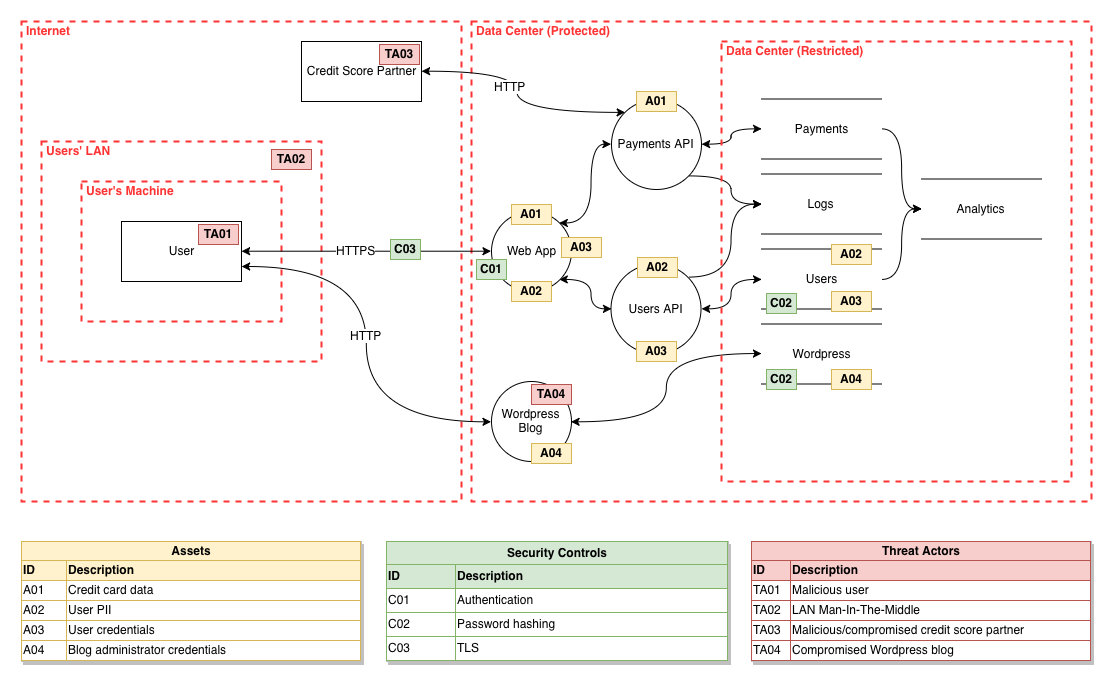 Internet
Data Center (Protected)
Data Center (Restricted)
TA03
Credit Score Partner
HTTP
A01
Payments API
Payments
Users' LAN
TA02
User's Machine
TA01
User
HTTPS
C03
A01
Web App
A03
C01
A02
Logs
Analytics
A02
Users API
A03
A02
Users
C02
A03
HTTP
Wordpress
C02
A04
TA04
Wordpress
Blog
A04
Assets
ID Description
A01 Credit card data
A02 User PII
A03 User credentials
A04 Blog administrator credentials
Security Controls
ID Description
C01 Authentication
C02 Password hashing
C03 TLS
Threat Actors
ID Description
TA01 Malicious user
TA02 LAN Man-In-The-Middle
TA03 Malicious/compromised credit score partner
TA04 Compromised Wordpress blog